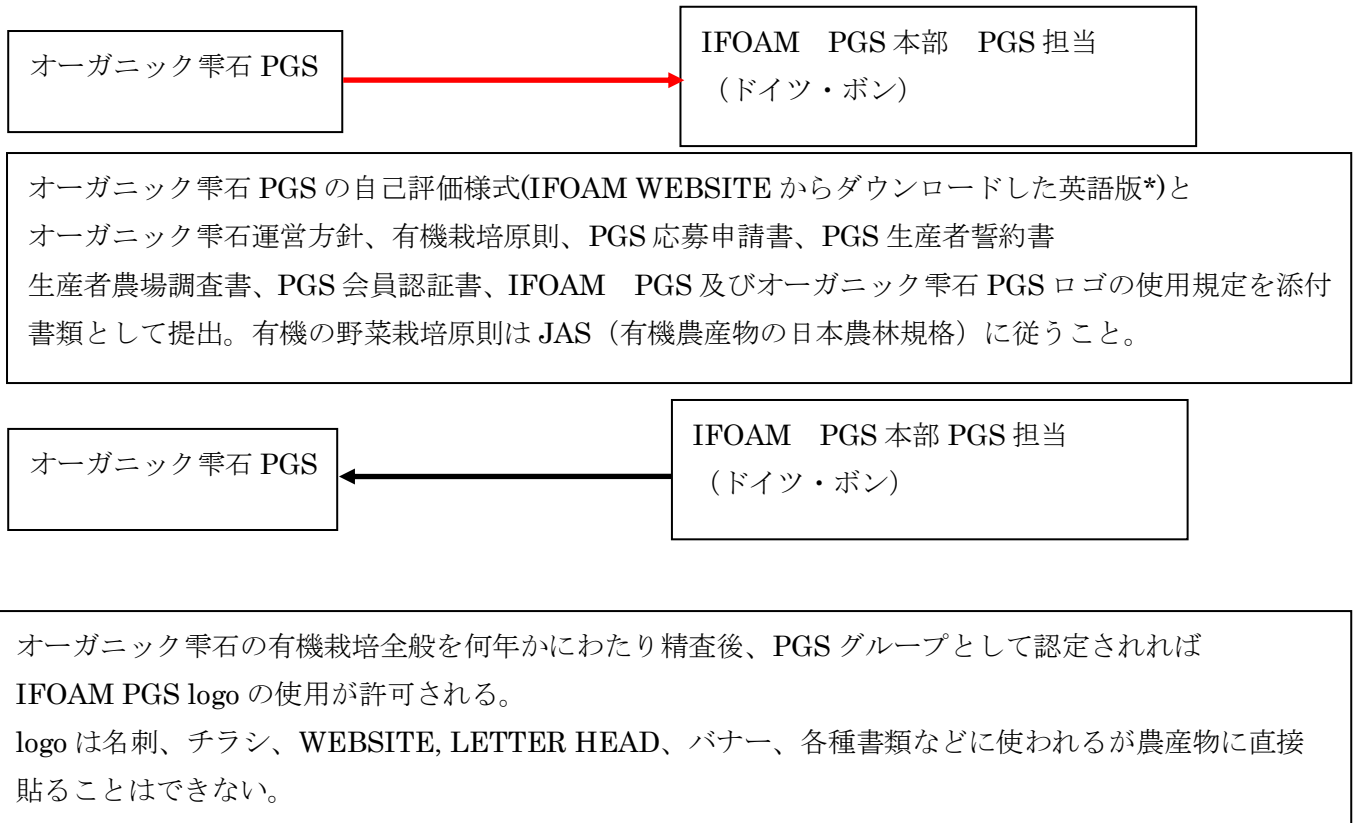 オーガニック雫石 PGS
IFOAM　PGS 本部　PGS 担当
（ドイツ・ボン）
オーガニック雫石 PGS の自己評価様式(IFOAM WEBSITE からダウンロードした英語版*)と
オーガニック雫石運営方針、有機栽培原則、PGS 応募申請書、PGS 生産者誓約書
生産者農場調査書、PGS 会員認証書、IFOAM　PGS 及びオーガニック雫石 PGS ロゴの使用規定を添付
書類として提出。有機の野菜栽培原則は JAS（有機農産物の日本農林規格）に従うこと。
オーガニック雫石 PGS
IFOAM　PGS 本部 PGS 担当
（ドイツ・ボン）
オーガニック雫石の有機栽培全般を何年かにわたり精査後、PGS グループとして認定されれば
IFOAM PGS logo の使用が許可される。
logo は名刺、チラシ、WEBSITE, LETTER HEAD、バナー、各種書類などに使われるが農産物に直接
貼ることはできない。